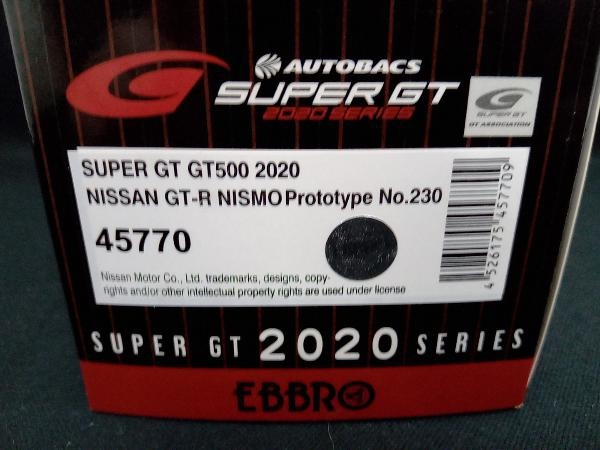 AUTOBACS
SUPER GT
2020 SERIES
SUPER GT
GT ASSOCIATION
SUPER GT GT500 2020
NISSAN GT-R NISMO Prototype No.230
45770
Nissan Motor Co., Ltd. trademarks, designs, copy-
rights and/or other intellectual property rights are used under license
4 526175 457709
SUPER GT 2020 SERIES
EBBRO